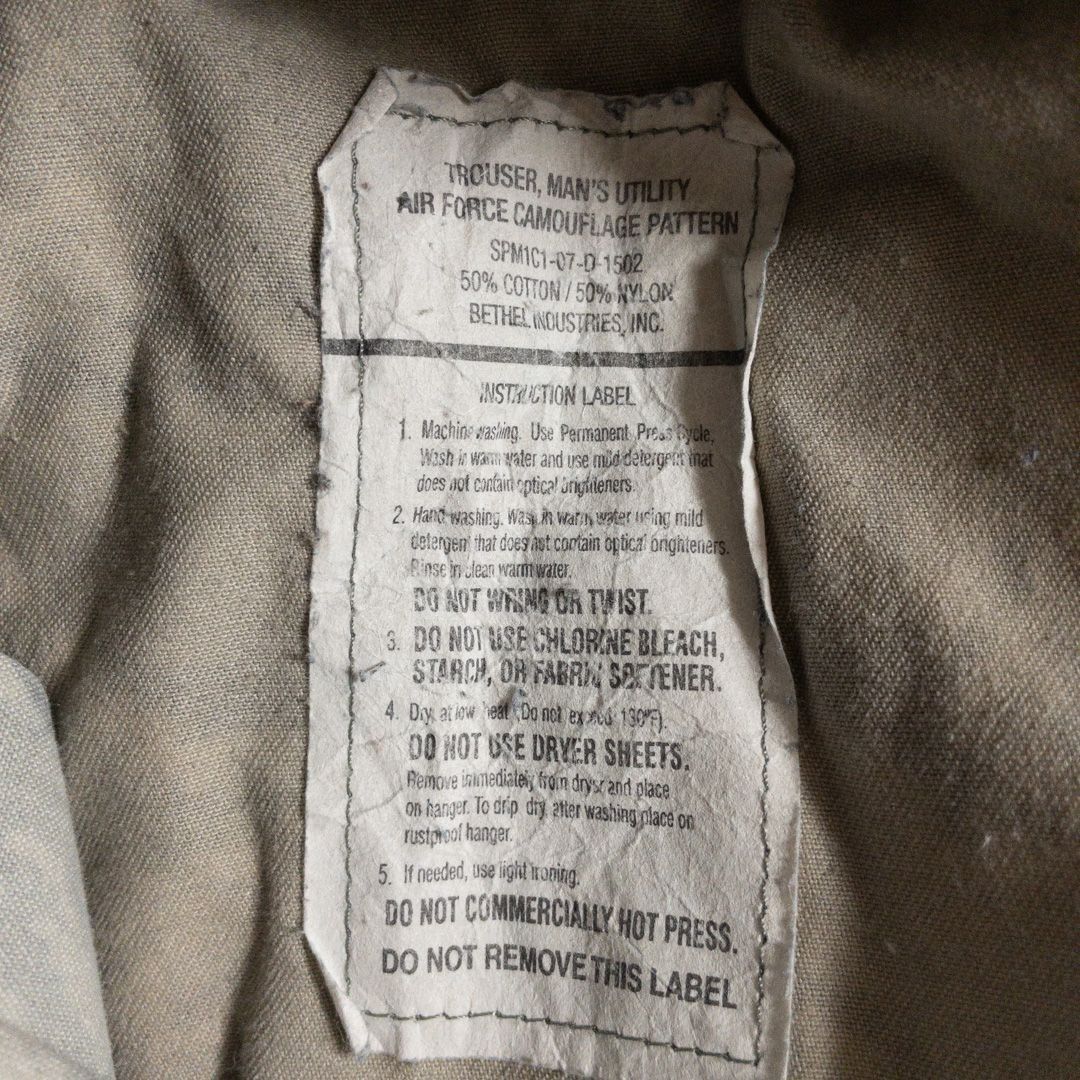 TROUSER, MAN'S UTILITY
AIR FORCE CAMOUFLAGE PATTERN
SPM1C1-07-D-1502
50% COTTON / 50% NYLON
BETHEL INDUSTRIES, INC.
INSTRUCTION LABEL
1. Machine washing. Use Permanent Press Cycle,
Wash in warm water and use mild detergent that
does not contain optical brighteners.
2. Hand washing. Wash in warm water using mild
detergent that does not contain optical brighteners.
Rinse in clean warm water.
DO NOT WRING OR TWIST.
3. DO NOT USE CHLORINE BLEACH,
STARCH, OR FABRIC SOFTENER.
4. Dry at low heat (Do not exceed 130°F).
DO NOT USE DRYER SHEETS.
Remove immediately from dryer and place
on hanger. To drip dry, after washing place on
rustproof hanger.
5. If needed, use light ironing.
DO NOT COMMERCIALLY HOT PRESS.
DO NOT REMOVE THIS LABEL